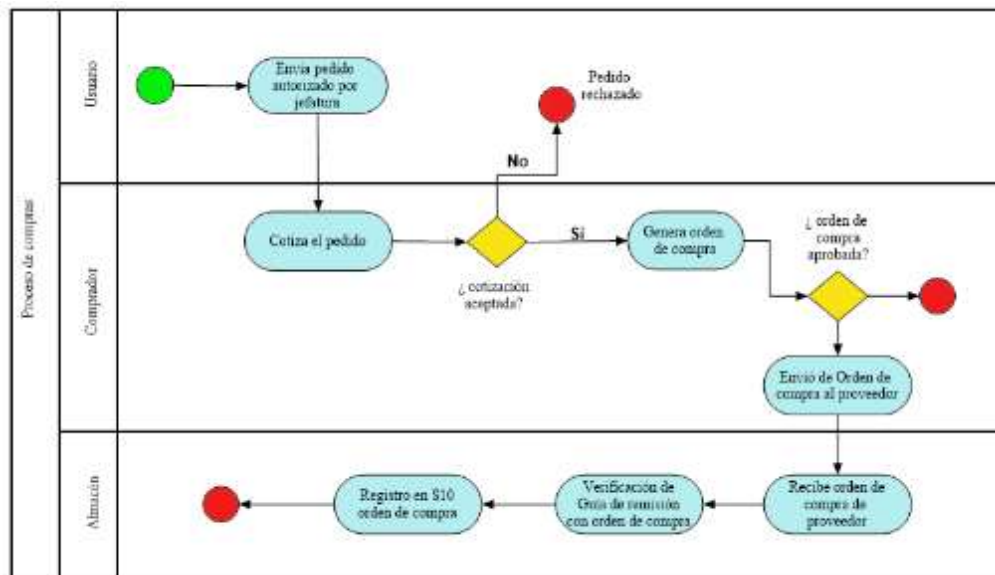 Proceso de compras
Usuario
Envía pedido
autorizado por
jefatura
Pedido
rechazado
No
Comprador
Cotiza el pedido
¿ cotización
aceptada?
Sí
Genera orden
de compra
¿ orden de
compra
aprobada?
Envió de Orden de
compra al proveedor
Almacén
Registro en S10
orden de compra
Verificación de
Guía de remisión
con orden de compra
Recibe orden de
compra de
proveedor